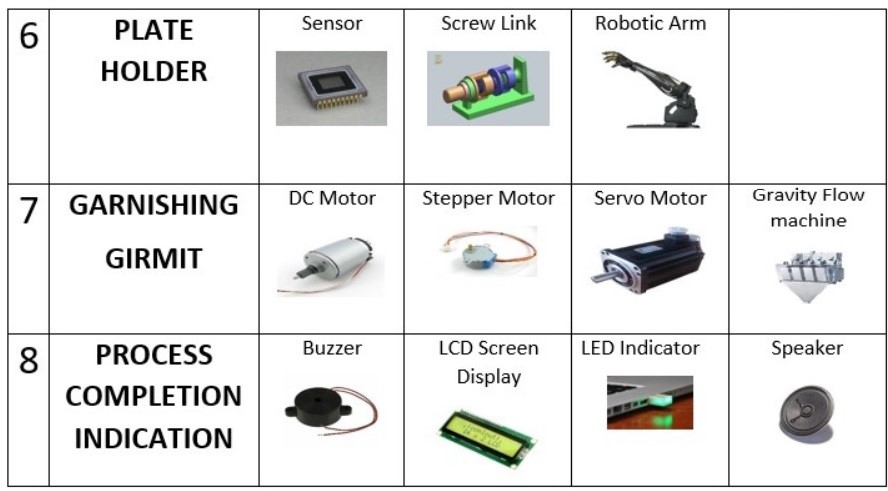 6
PLATE
HOLDER
Sensor
Screw Link
Robotic Arm
7
GARNISHING
GIRMIT
DC Motor
Stepper Motor
Servo Motor
Gravity Flow
machine
8
PROCESS
COMPLETION
INDICATION
Buzzer
LCD Screen
Display
LED Indicator
Speaker